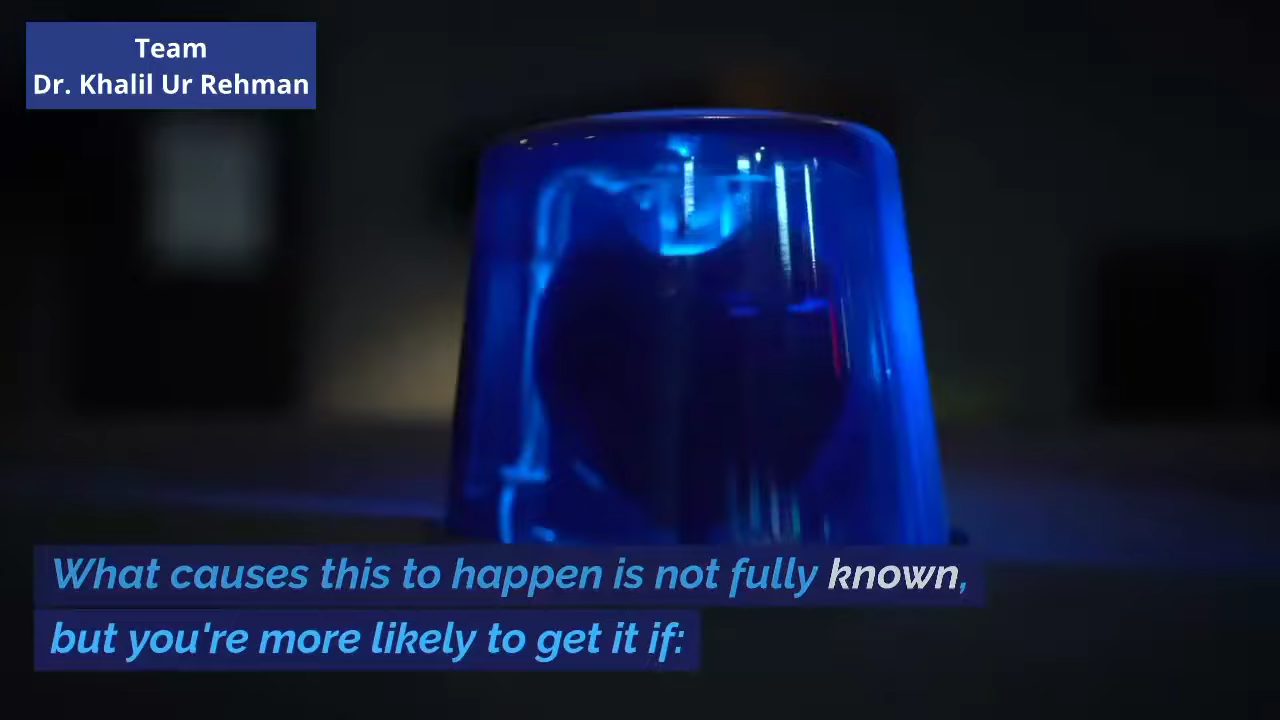 Team
Dr. Khalil Ur Rehman
What causes this to happen is not fully known,
but you're more likely to get it if: